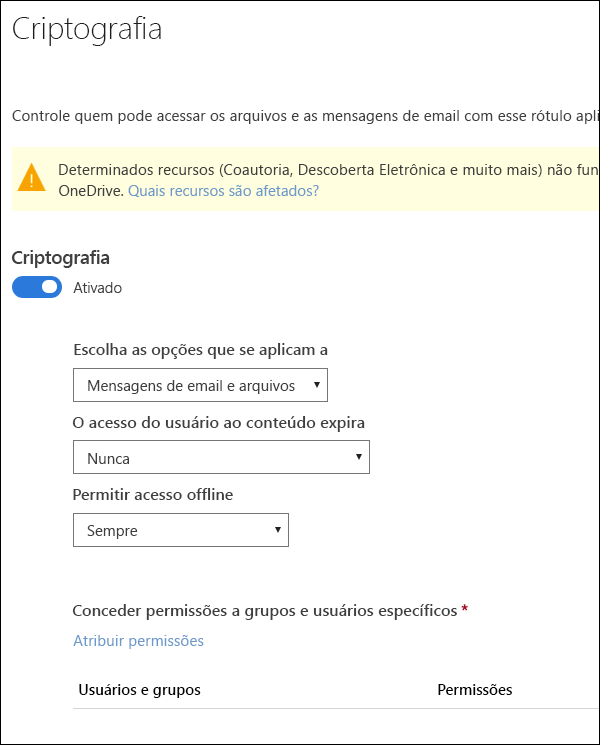 Criptografia
Controle quem pode acessar os arquivos e as mensagens de email com esse rótulo apli
Determinados recursos (Coautoria, Descoberta Eletrônica e muito mais) não fun
OneDrive. Quais recursos são afetados?
Criptografia
Ativado
Escolha as opções que se aplicam a
Mensagens de email e arquivos
O acesso do usuário ao conteúdo expira
Nunca
Permitir acesso offline
Sempre
Conceder permissões a grupos e usuários específicos *
Atribuir permissões
Usuários e grupos Permissões